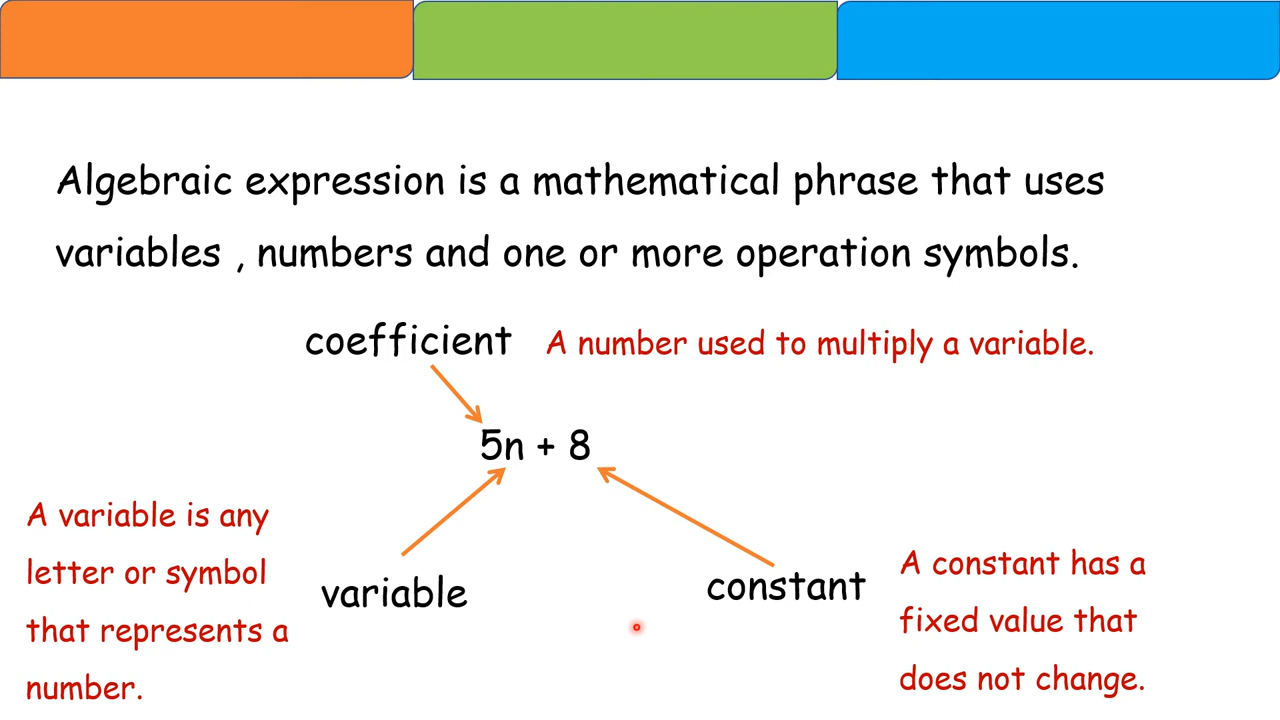 Algebraic expression is a mathematical phrase that uses
variables , numbers and one or more operation symbols.
coefficient
A number used to multiply a variable.
5n + 8
A variable is any
letter or symbol
that represents a
number.
variable
constant
A constant has a
fixed value that
does not change.